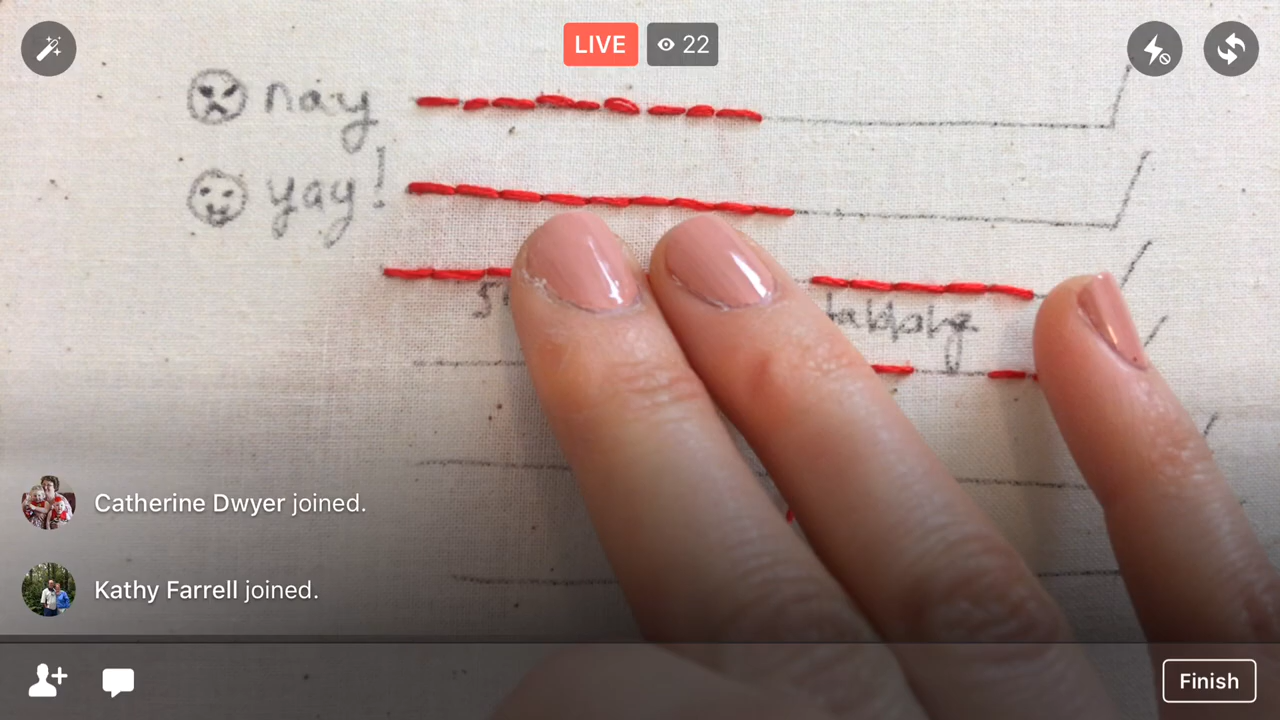 LIVE 22
nay
yay!
Catherine Dwyer joined.
Kathy Farrell joined.
Finish